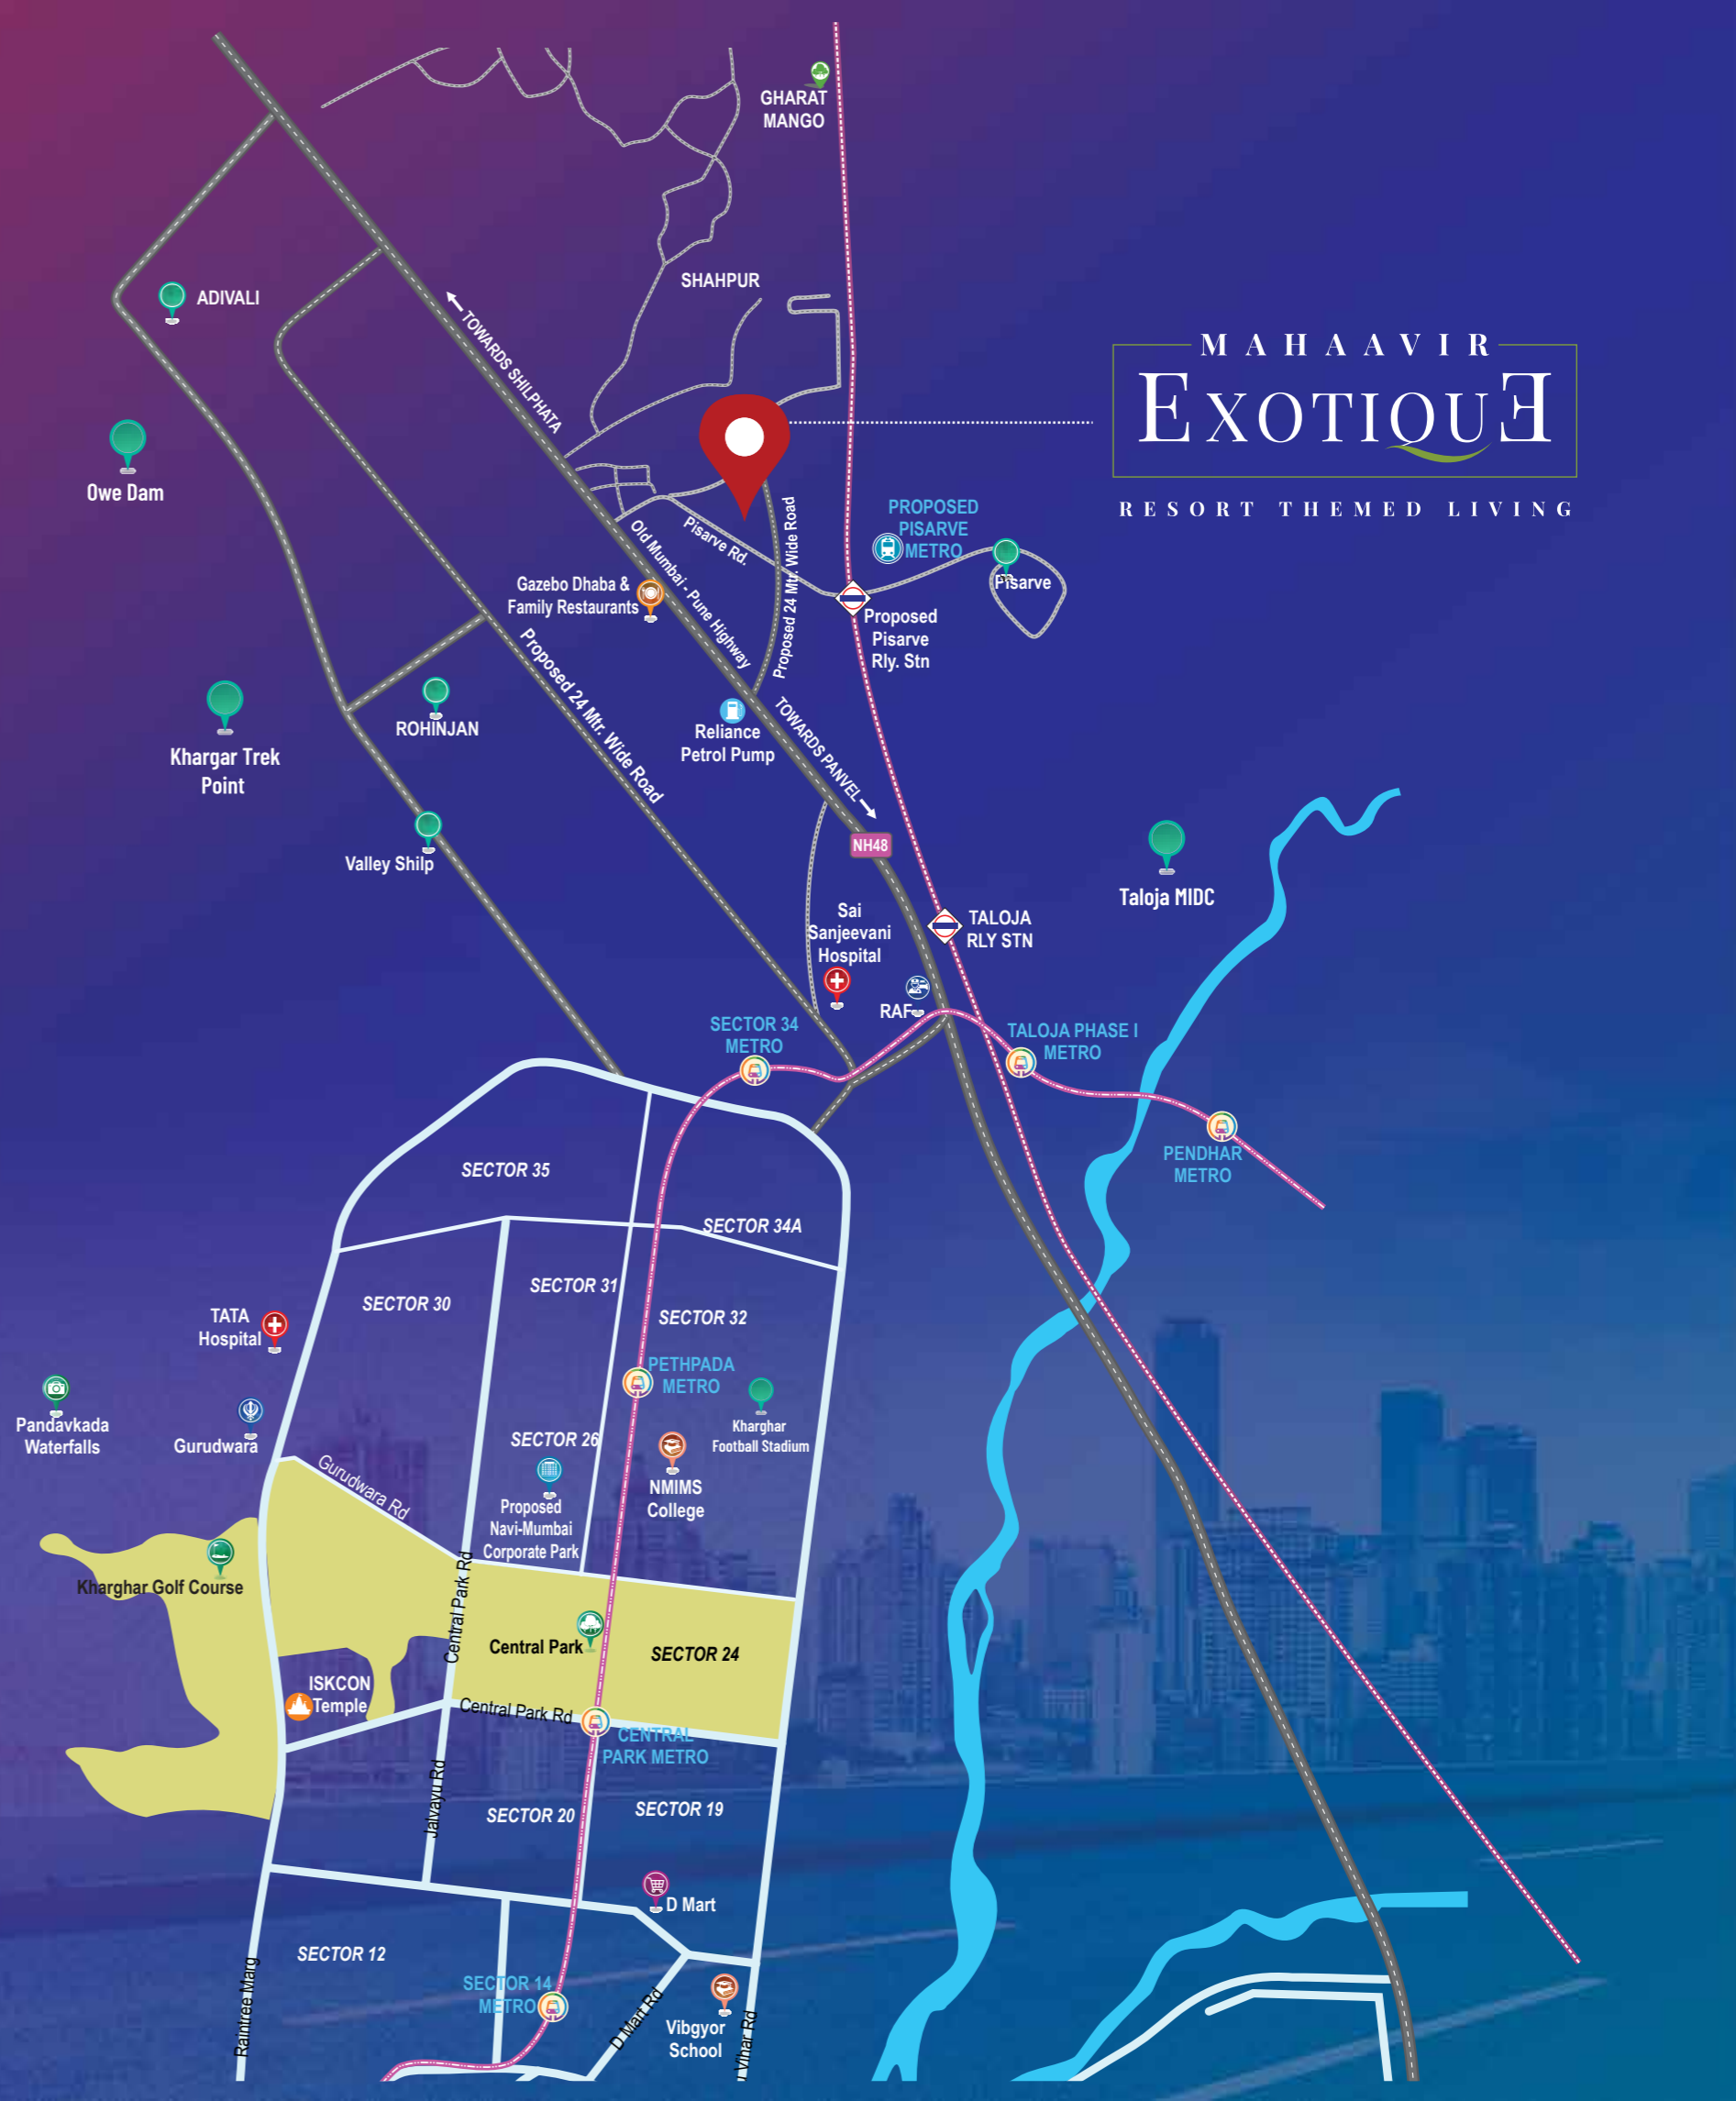 GHARAT
MANGO
SHAHPUR
ADIVALI
TOWARDS SHILPHATA
MAHAAVIR
EXOTIQUE
RESORT THEMED LIVING
Owe Dam
PROPOSED
PISARVE
METRO
Pisarve
Pisarve Rd.
Old Mumbai - Pune Highway
Proposed 24 Mtr. Wide Road
Gazebo Dhaba &
Family Restaurants
Proposed
Pisarve
Rly. Stn
Proposed 24 Mtr. Wide Road
ROHINJAN
Khargar Trek
Point
Reliance
Petrol Pump
TOWARDS PANVEL
NH48
Valley Shilp
Taloja MIDC
Sai
Sanjeevani
Hospital
TALOJA
RLY STN
RAF
SECTOR 34
METRO
TALOJA PHASE I
METRO
PENDHAR
METRO
SECTOR 35
SECTOR 34A
SECTOR 31
SECTOR 30
SECTOR 32
TATA
Hospital
PETHPADA
METRO
Pandavkada
Waterfalls
Gurudwara
Kharghar
Football Stadium
SECTOR 26
NMIMS
College
Gurudwara Rd
Proposed
Navi-Mumbai
Corporate Park
Kharghar Golf Course
Central Park Rd
Central Park
SECTOR 24
ISKCON
Temple
Central Park Rd
CENTRAL
PARK METRO
Jalvayu Rd
SECTOR 20
SECTOR 19
D Mart
SECTOR 12
SECTOR 14
METRO
Raintree Marg
D Mart Rd
Vibgyor
School
Vihar Rd